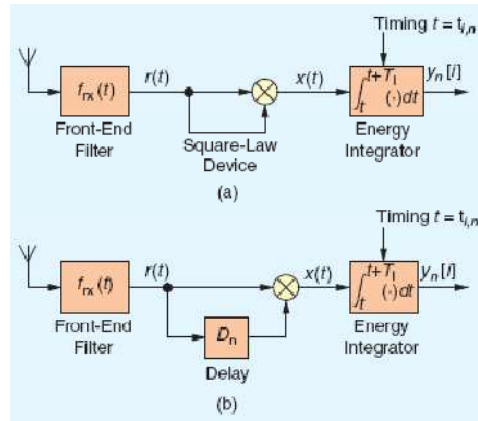 Timing t = t_{i,n}
r(t)
x(t)
t+T_I
y_n[i]
f_rx(t)
∫_t (·)dt
Front-End
Filter
Square-Law
Device
Energy
Integrator
(a)
Timing t = t_{i,n}
r(t)
x(t)
t+T_I
y_n[i]
f_rx(t)
∫_t (·)dt
Front-End
Filter
D_n
Energy
Integrator
Delay
(b)